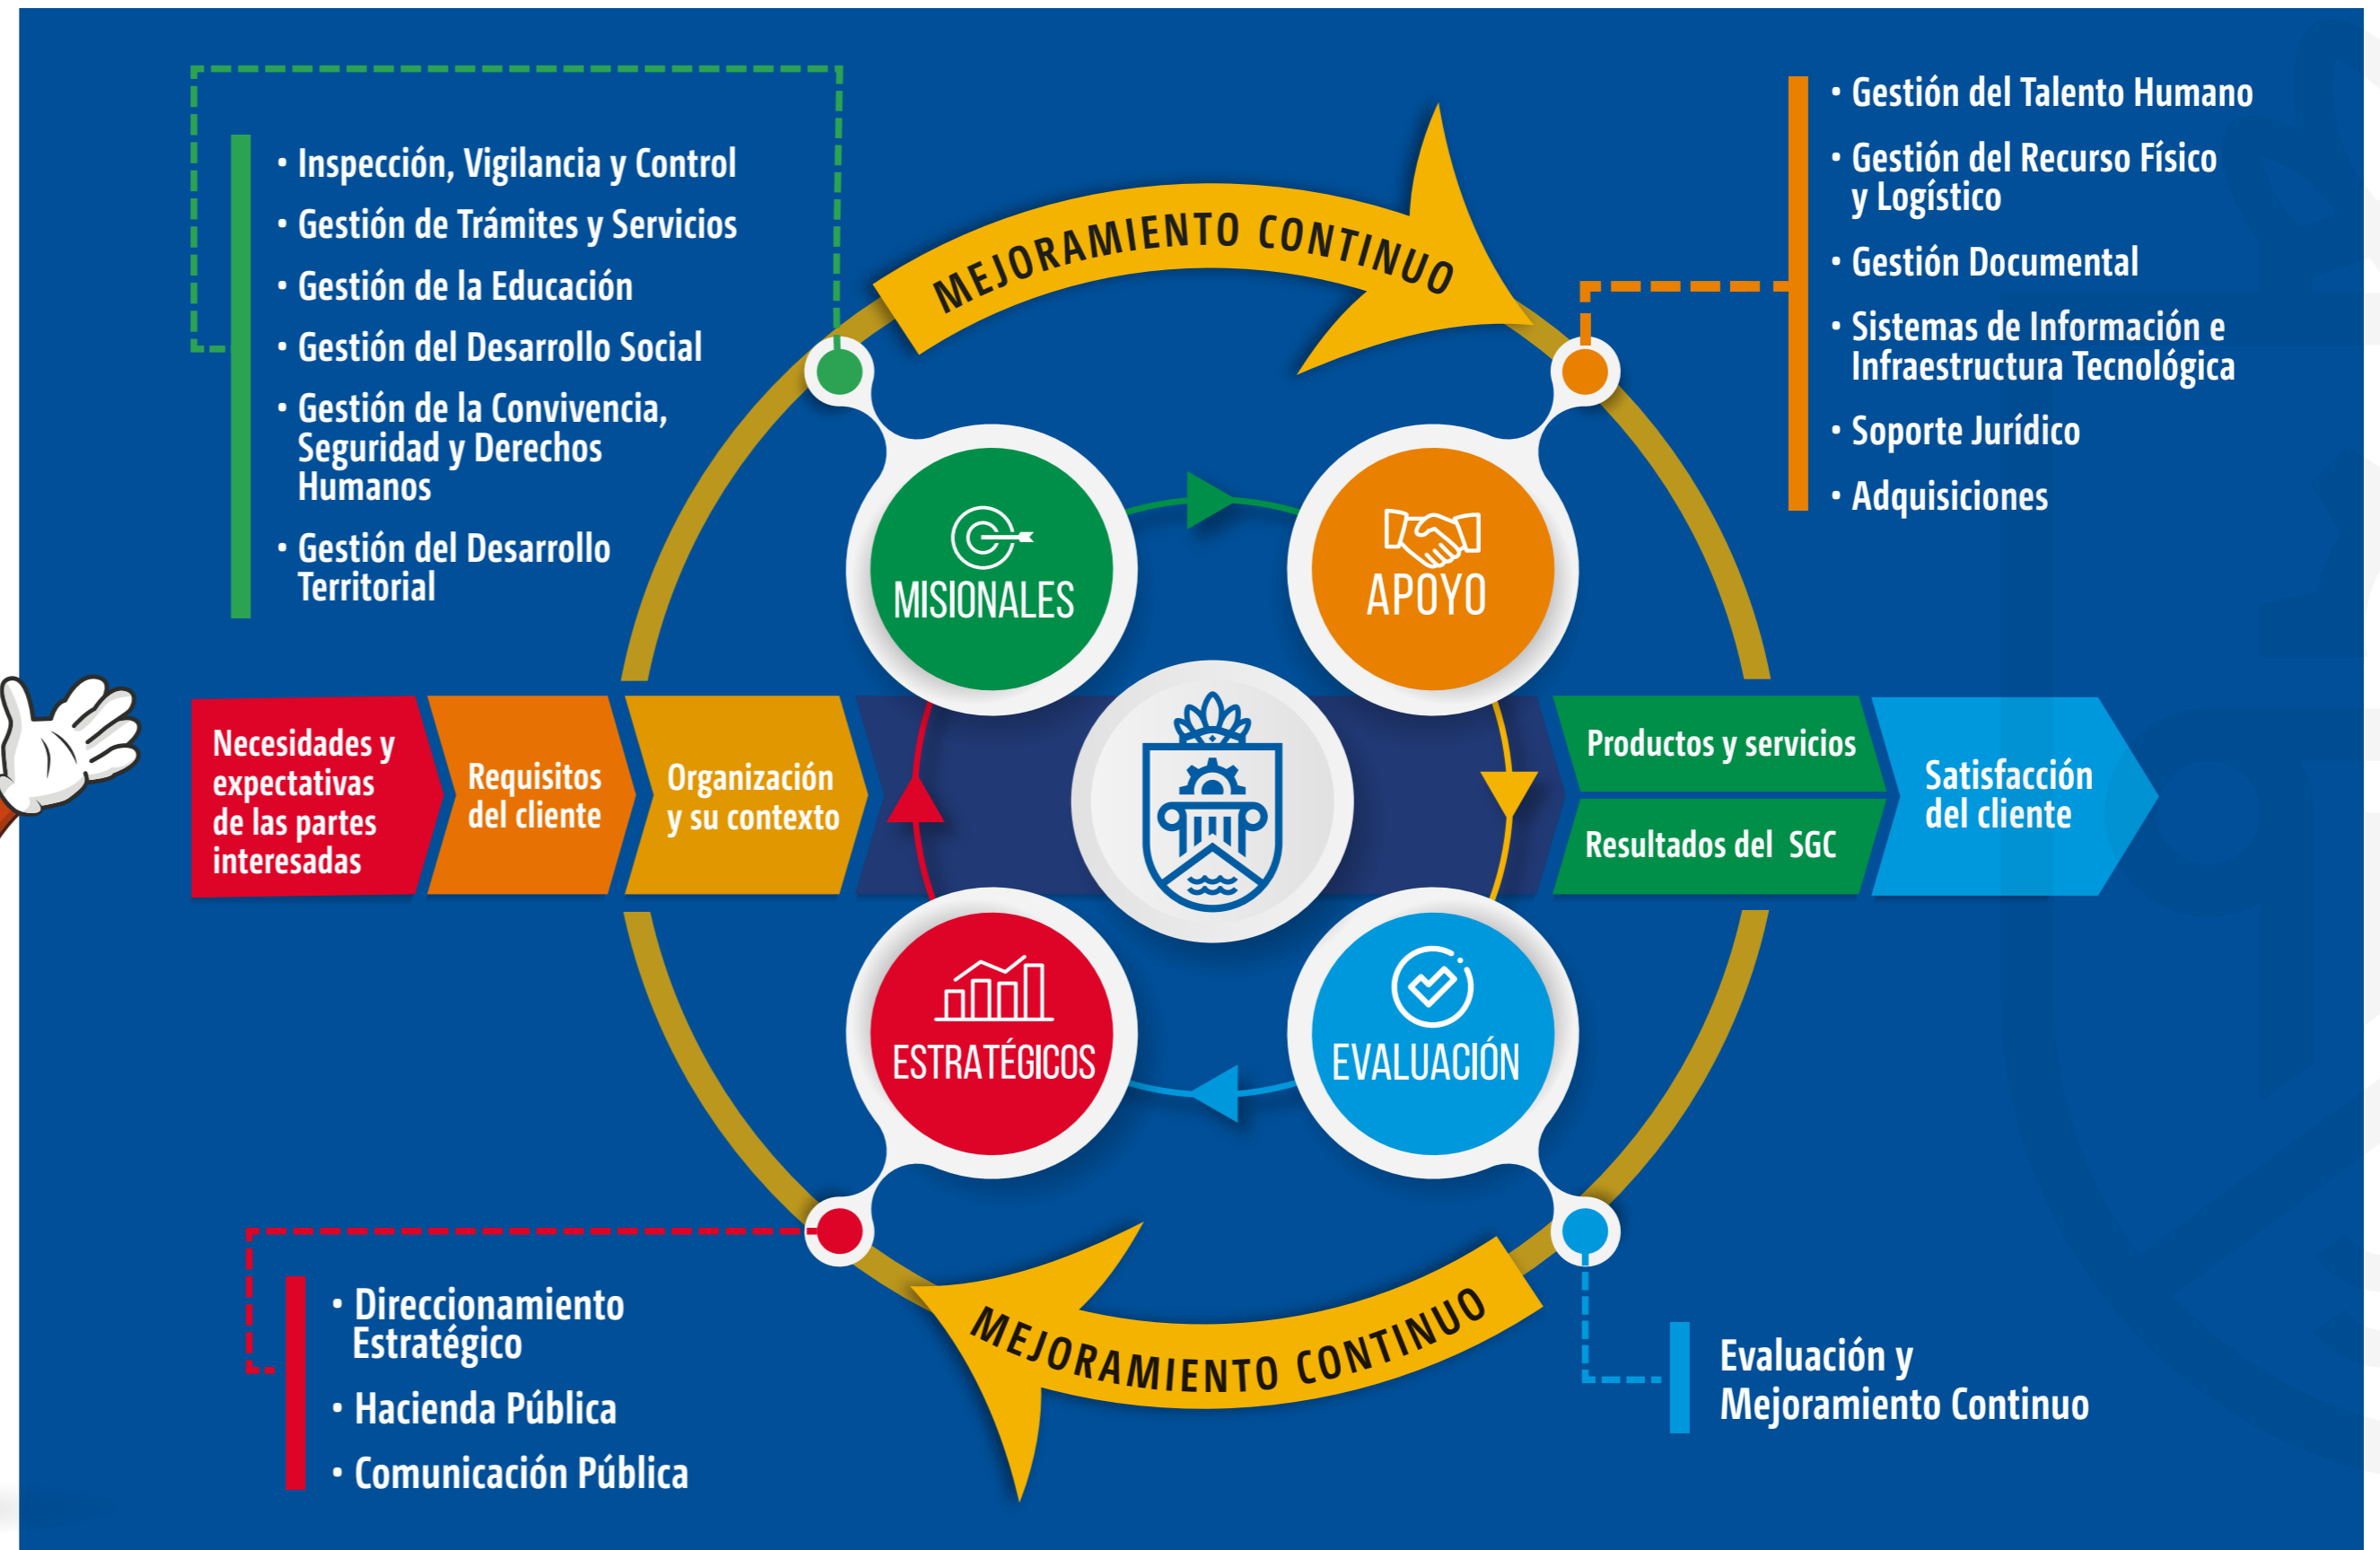 · Inspección, Vigilancia y Control
· Gestión de Trámites y Servicios
· Gestión de la Educación
· Gestión del Desarrollo Social
· Gestión de la Convivencia,
Seguridad y Derechos
Humanos
· Gestión del Desarrollo
Territorial
MEJORAMIENTO CONTINUO
· Gestión del Talento Humano
· Gestión del Recurso Físico
y Logístico
· Gestión Documental
· Sistemas de Información e
Infraestructura Tecnológica
· Soporte Jurídico
· Adquisiciones
MISIONALES
APOYO
Necesidades y
expectativas
de las partes
interesadas
Requisitos
del cliente
Organización
y su contexto
Productos y servicios
Resultados del SGC
Satisfacción
del cliente
ESTRATÉGICOS
EVALUACIÓN
MEJORAMIENTO CONTINUO
· Direccionamiento
Estratégico
· Hacienda Pública
· Comunicación Pública
Evaluación y
Mejoramiento Continuo